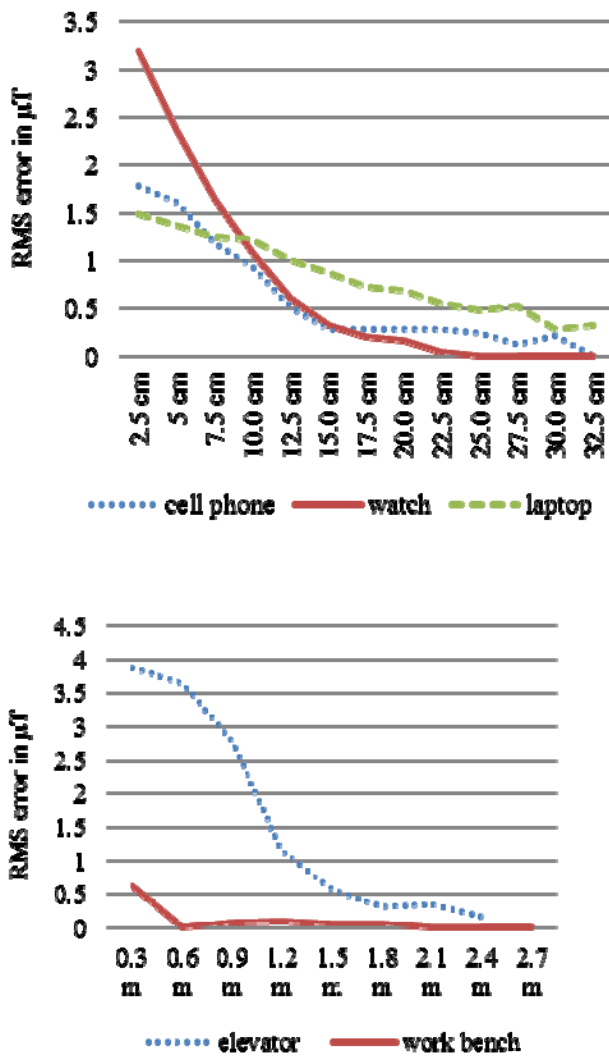 3.5
3
2.5
2
1.5
1
0.5
0
RMS error in µT
2.5 cm
5 cm
7.5 cm
10.0 cm
12.5 cm
15.0 cm
17.5 cm
20.0 cm
22.5 cm
25.0 cm
27.5 cm
30.0 cm
32.5 cm
cell phone watch laptop
4.5
4
3.5
3
2.5
2
1.5
1
0.5
0
RMS error in µT
0.3 0.6 0.9 1.2 1.5 1.8 2.1 2.4 2.7
m m m m m m m m m
elevator work bench